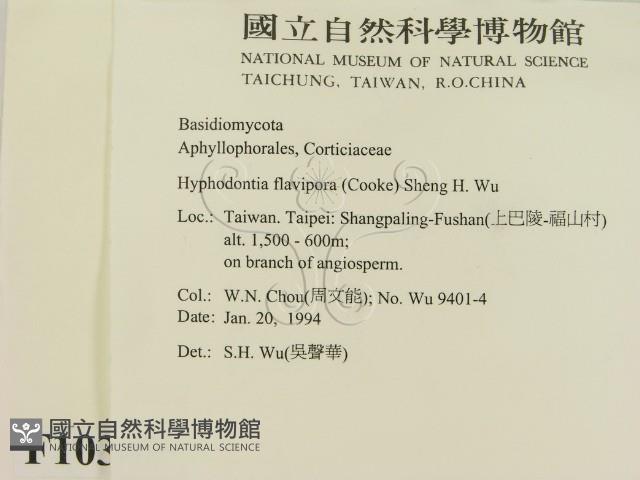 國立自然科學博物館
NATIONAL MUSEUM OF NATURAL SCIENCE
TAICHUNG, TAIWAN, R.O.CHINA
Basidiomycota
Aphyllophorales, Corticiaceae
Hyphodontia flavipora (Cooke) Sheng H. Wu
Loc.: Taiwan. Taipei: Shangpaling-Fushan(上巴陵-福山村)
alt. 1,500 - 600m;
on branch of angiosperm.
Col.: W.N. Chou(周文能); No. Wu 9401-4
Date: Jan. 20, 1994
Det.: S.H. Wu(吳聲華)
國立自然科學博物館
NATIONAL MUSEUM OF NATURAL SCIENCE